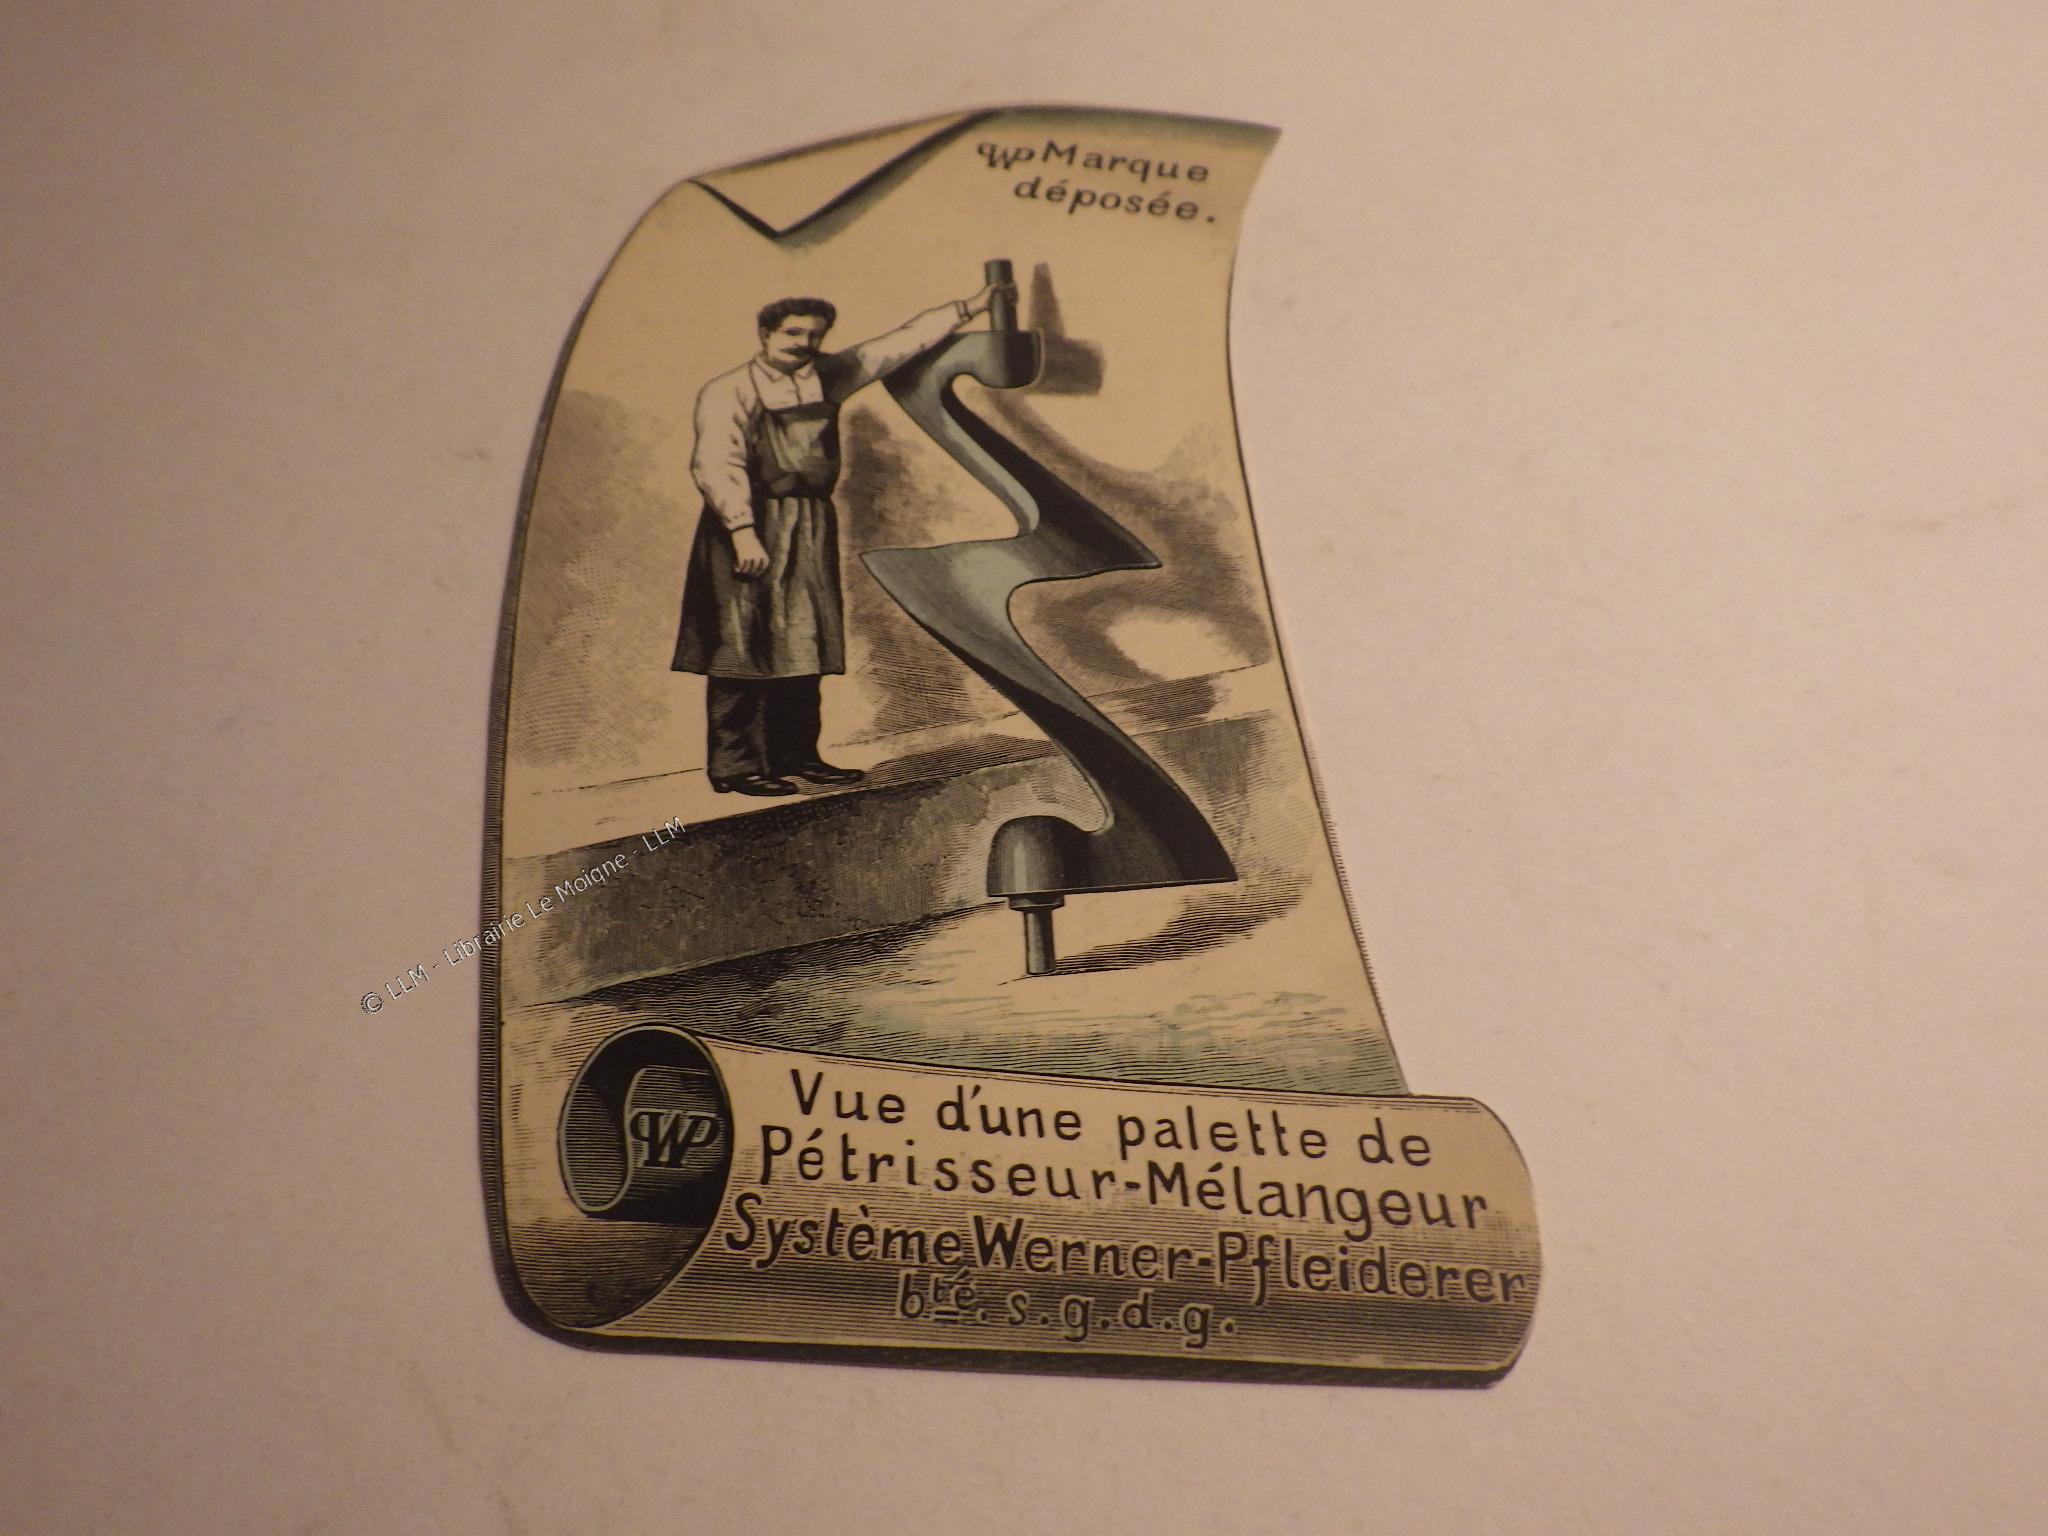 WP Marque
déposée.
© LLM - Librairie Le Moigne - LLM
WP
Vue d'une palette de
Pétrisseur-Mélangeur
Système Werner-Pfleiderer
bté. s.g.d.g.